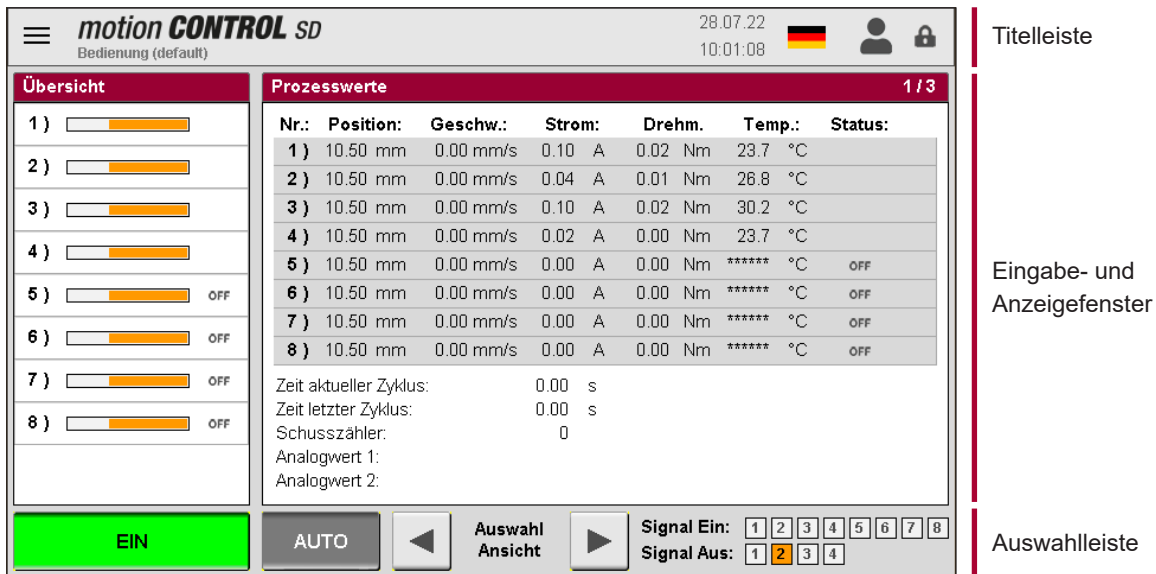 motion CONTROL SD
Bedienung (default)
28.07.22
10:01:08
Titelleiste
Übersicht
1 )
2 )
3 )
4 )
5 ) OFF
6 ) OFF
7 ) OFF
8 ) OFF
Prozesswerte 1 / 3
Nr.: Position: Geschw.: Strom: Drehm. Temp.: Status:
1 ) 10.50 mm 0.00 mm/s 0.10 A 0.02 Nm 23.7 °C
2 ) 10.50 mm 0.00 mm/s 0.04 A 0.01 Nm 26.8 °C
3 ) 10.50 mm 0.00 mm/s 0.10 A 0.02 Nm 30.2 °C
4 ) 10.50 mm 0.00 mm/s 0.02 A 0.00 Nm 23.7 °C
5 ) 10.50 mm 0.00 mm/s 0.00 A 0.00 Nm ****** °C OFF
6 ) 10.50 mm 0.00 mm/s 0.00 A 0.00 Nm ****** °C OFF
7 ) 10.50 mm 0.00 mm/s 0.00 A 0.00 Nm ****** °C OFF
8 ) 10.50 mm 0.00 mm/s 0.00 A 0.00 Nm ****** °C OFF
Zeit aktueller Zyklus: 0.00 s
Zeit letzter Zyklus: 0.00 s
Schusszähler: 0
Analogwert 1:
Analogwert 2:
Eingabe- und
Anzeigefenster
EIN
AUTO
Auswahl
Ansicht
Signal Ein: 1 2 3 4 5 6 7 8
Signal Aus: 1 2 3 4
Auswahlleiste